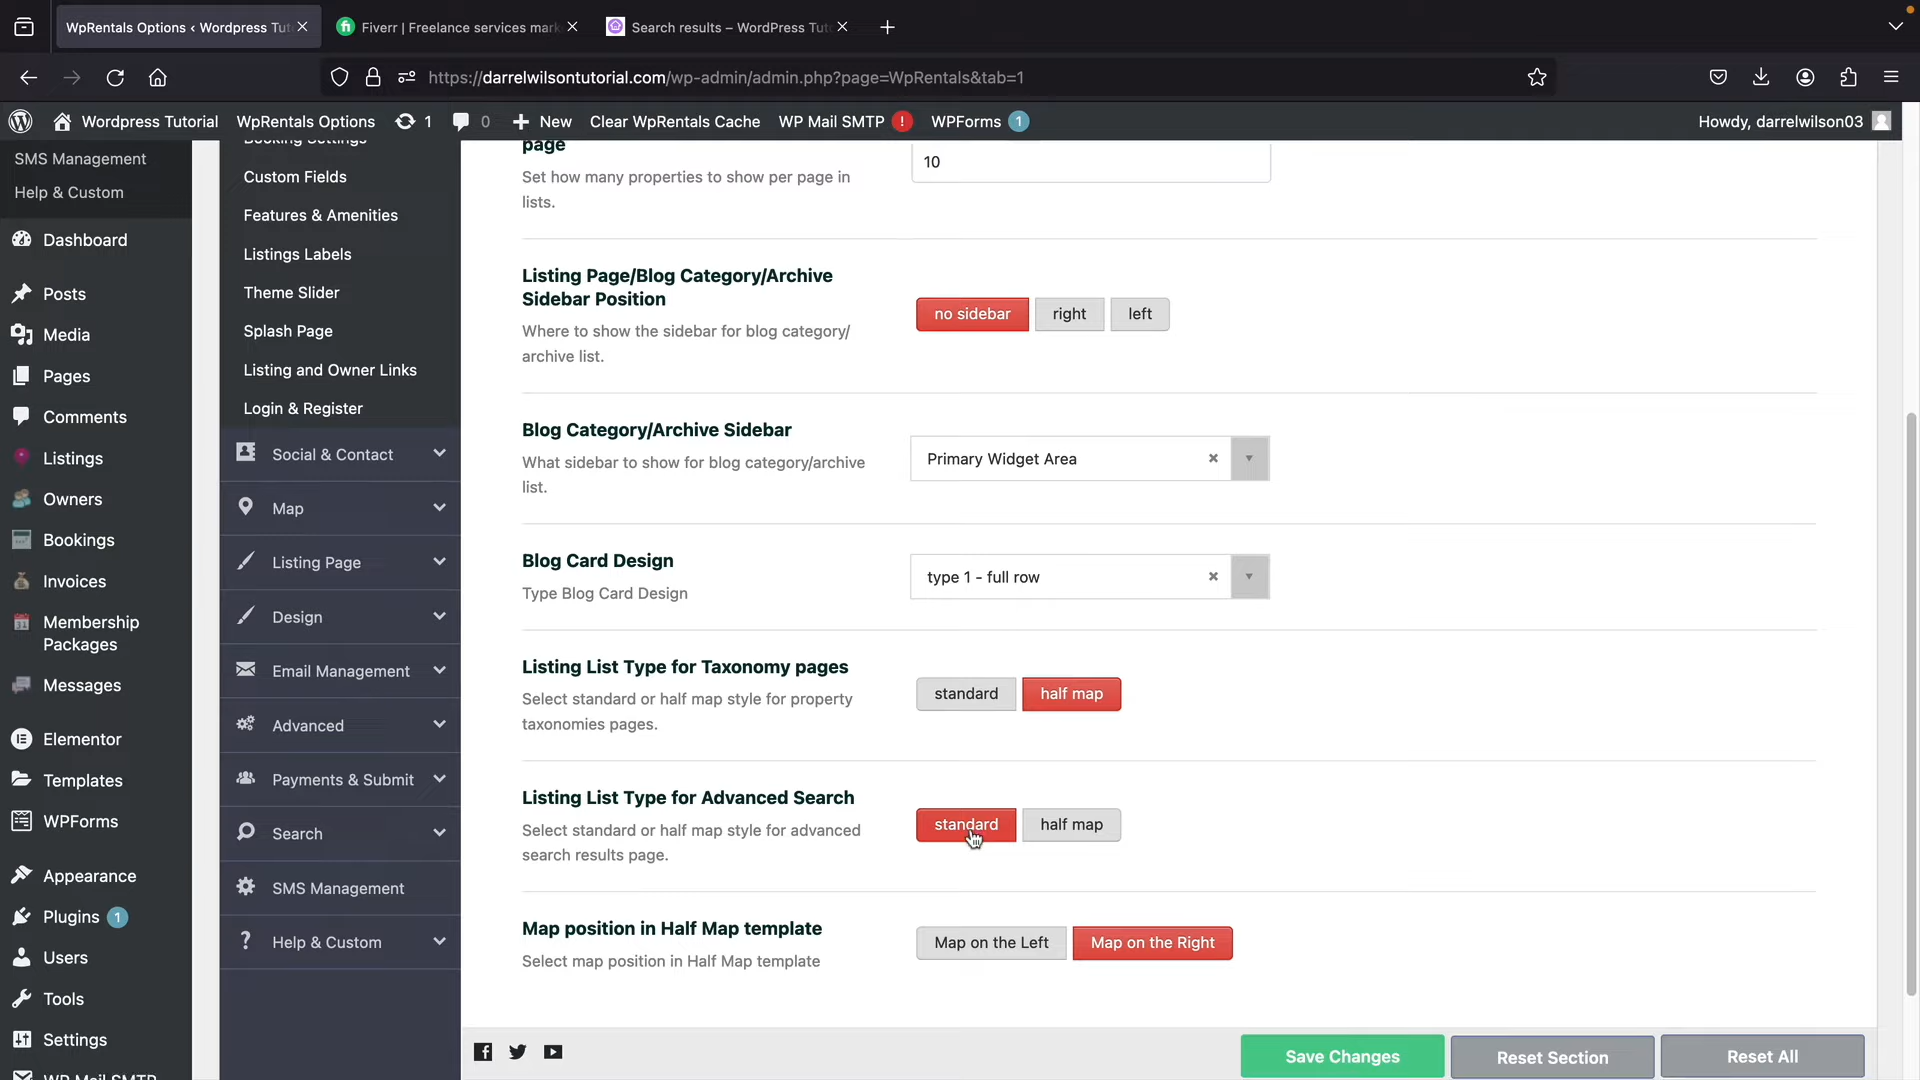 WpRentals Options ‹ Wordpress Tut
Fiverr | Freelance services mark
Search results – WordPress Tut
https://darrelwilsontutorial.com/wp-admin/admin.php?page=WpRentals&tab=1
Wordpress Tutorial
WpRentals Options
1
0
New
Clear WpRentals Cache
WP Mail SMTP !
WPForms 1
Howdy, darrelwilson03
SMS Management
Help & Custom
Dashboard
Posts
Media
Pages
Comments
Listings
Owners
Bookings
Invoices
Membership
Packages
Messages
Elementor
Templates
WPForms
Appearance
Plugins 1
Users
Tools
Settings
WP Mail SMTP
Booking Settings
Custom Fields
Features & Amenities
Listings Labels
Theme Slider
Splash Page
Listing and Owner Links
Login & Register
Social & Contact
Map
Listing Page
Design
Email Management
Advanced
Payments & Submit
Search
SMS Management
Help & Custom
page
Set how many properties to show per page in
lists.
10
Listing Page/Blog Category/Archive
Sidebar Position
Where to show the sidebar for blog category/
archive list.
no sidebar
right
left
Blog Category/Archive Sidebar
What sidebar to show for blog category/archive
list.
Primary Widget Area
Blog Card Design
Type Blog Card Design
type 1 - full row
Listing List Type for Taxonomy pages
Select standard or half map style for property
taxonomies pages.
standard
half map
Listing List Type for Advanced Search
Select standard or half map style for advanced
search results page.
standard
half map
Map position in Half Map template
Select map position in Half Map template
Map on the Left
Map on the Right
Save Changes
Reset Section
Reset All